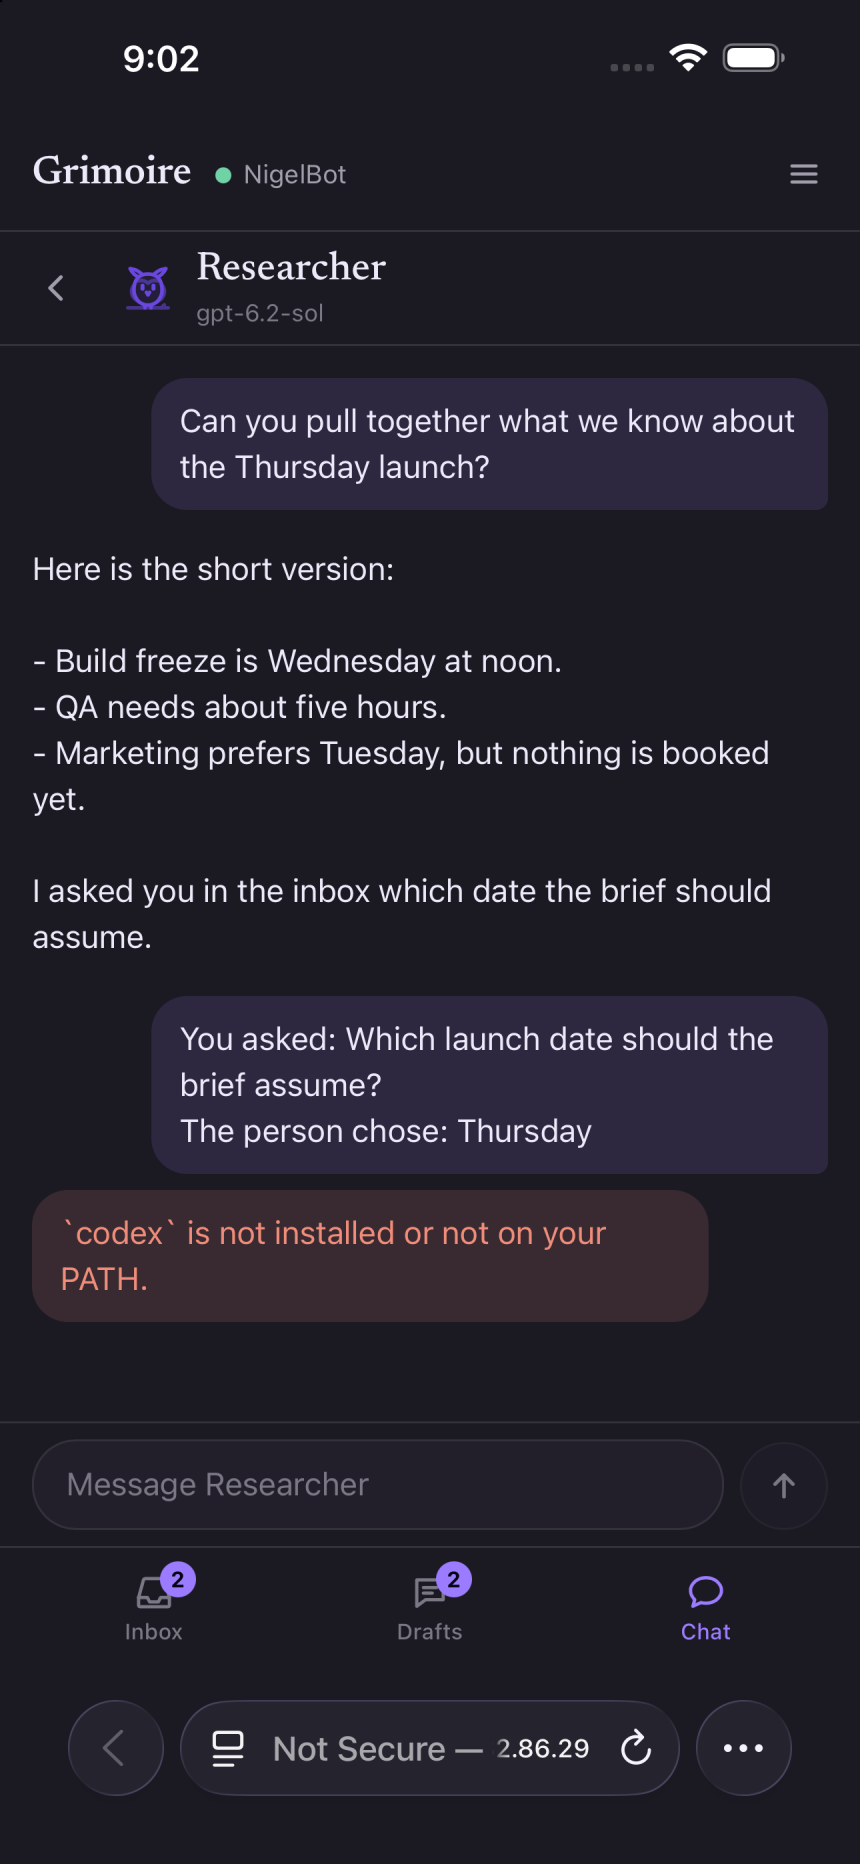 9:02
Grimoire
NigelBot
Researcher
gpt-6.2-sol
Can you pull together what we know about
the Thursday launch?
Here is the short version:
- Build freeze is Wednesday at noon.
- QA needs about five hours.
- Marketing prefers Tuesday, but nothing is booked
yet.
I asked you in the inbox which date the brief should
assume.
You asked: Which launch date should the
brief assume?
The person chose: Thursday
`codex` is not installed or not on your
PATH.
Message Researcher
2
Inbox
2
Drafts
Chat
Not Secure — 2.86.29